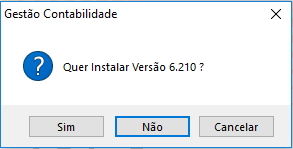 Gestão Contabilidade
Quer Instalar Versão 6.210 ?
Sim
Não
Cancelar